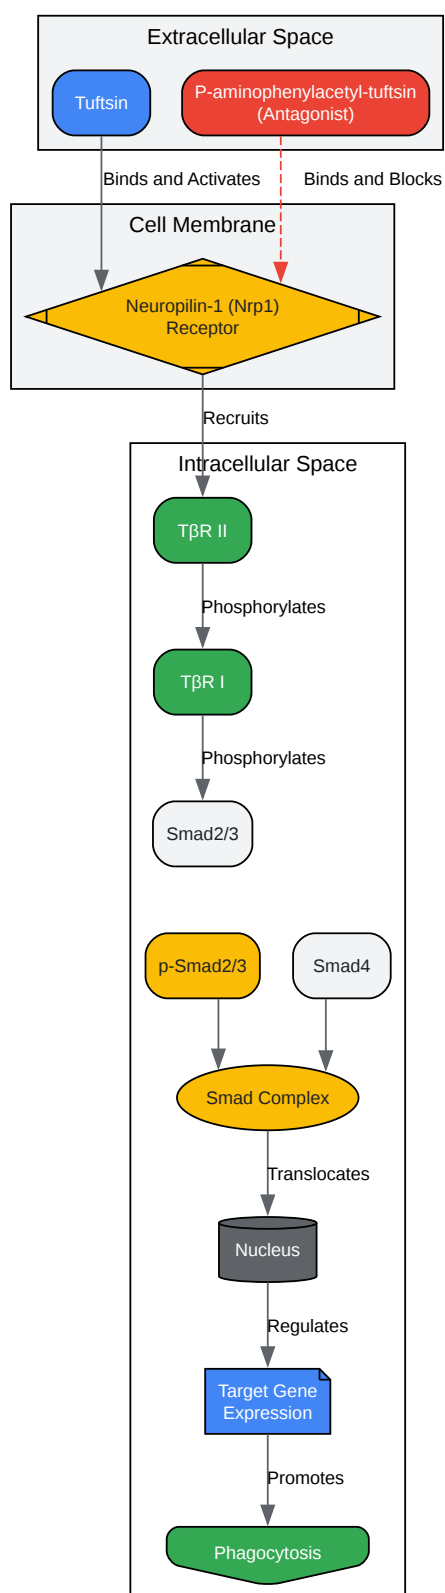 Extracellular Space
Tuftsin
P-aminophenylacetyl-tuftsin
(Antagonist)
Binds and Activates
Binds and Blocks
Cell Membrane
Neuropilin-1 (Nrp1)
Receptor
Recruits
Intracellular Space
TβR II
Phosphorylates
TβR I
Phosphorylates
Smad2/3
p-Smad2/3
Smad4
Smad Complex
Translocates
Nucleus
Regulates
Target Gene
Expression
Promotes
Phagocytosis